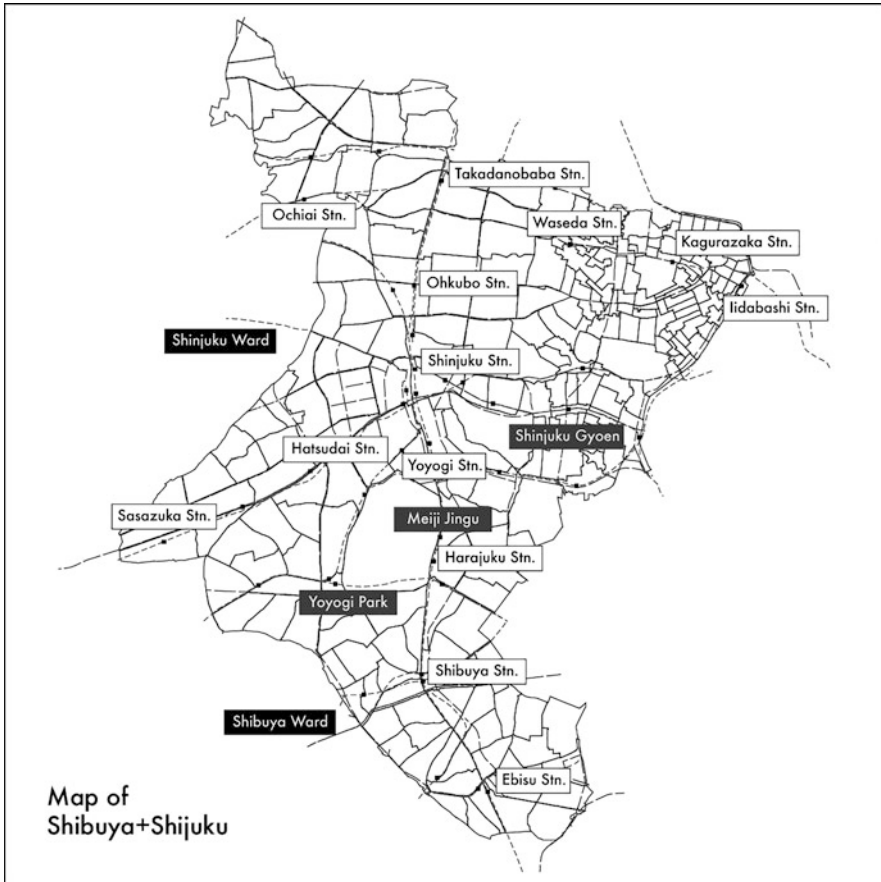 Takadanobaba Stn.
Ochiai Stn.
Waseda Stn.
Kagurazaka Stn.
Ohkubo Stn.
Iidabashi Stn.
Shinjuku Ward
Shinjuku Stn.
Shinjuku Gyoen
Hatsudai Stn.
Yoyogi Stn.
Sasazuka Stn.
Meiji Jingu
Harajuku Stn.
Yoyogi Park
Shibuya Stn.
Shibuya Ward
Ebisu Stn.
Map of
Shibuya+Shijuku